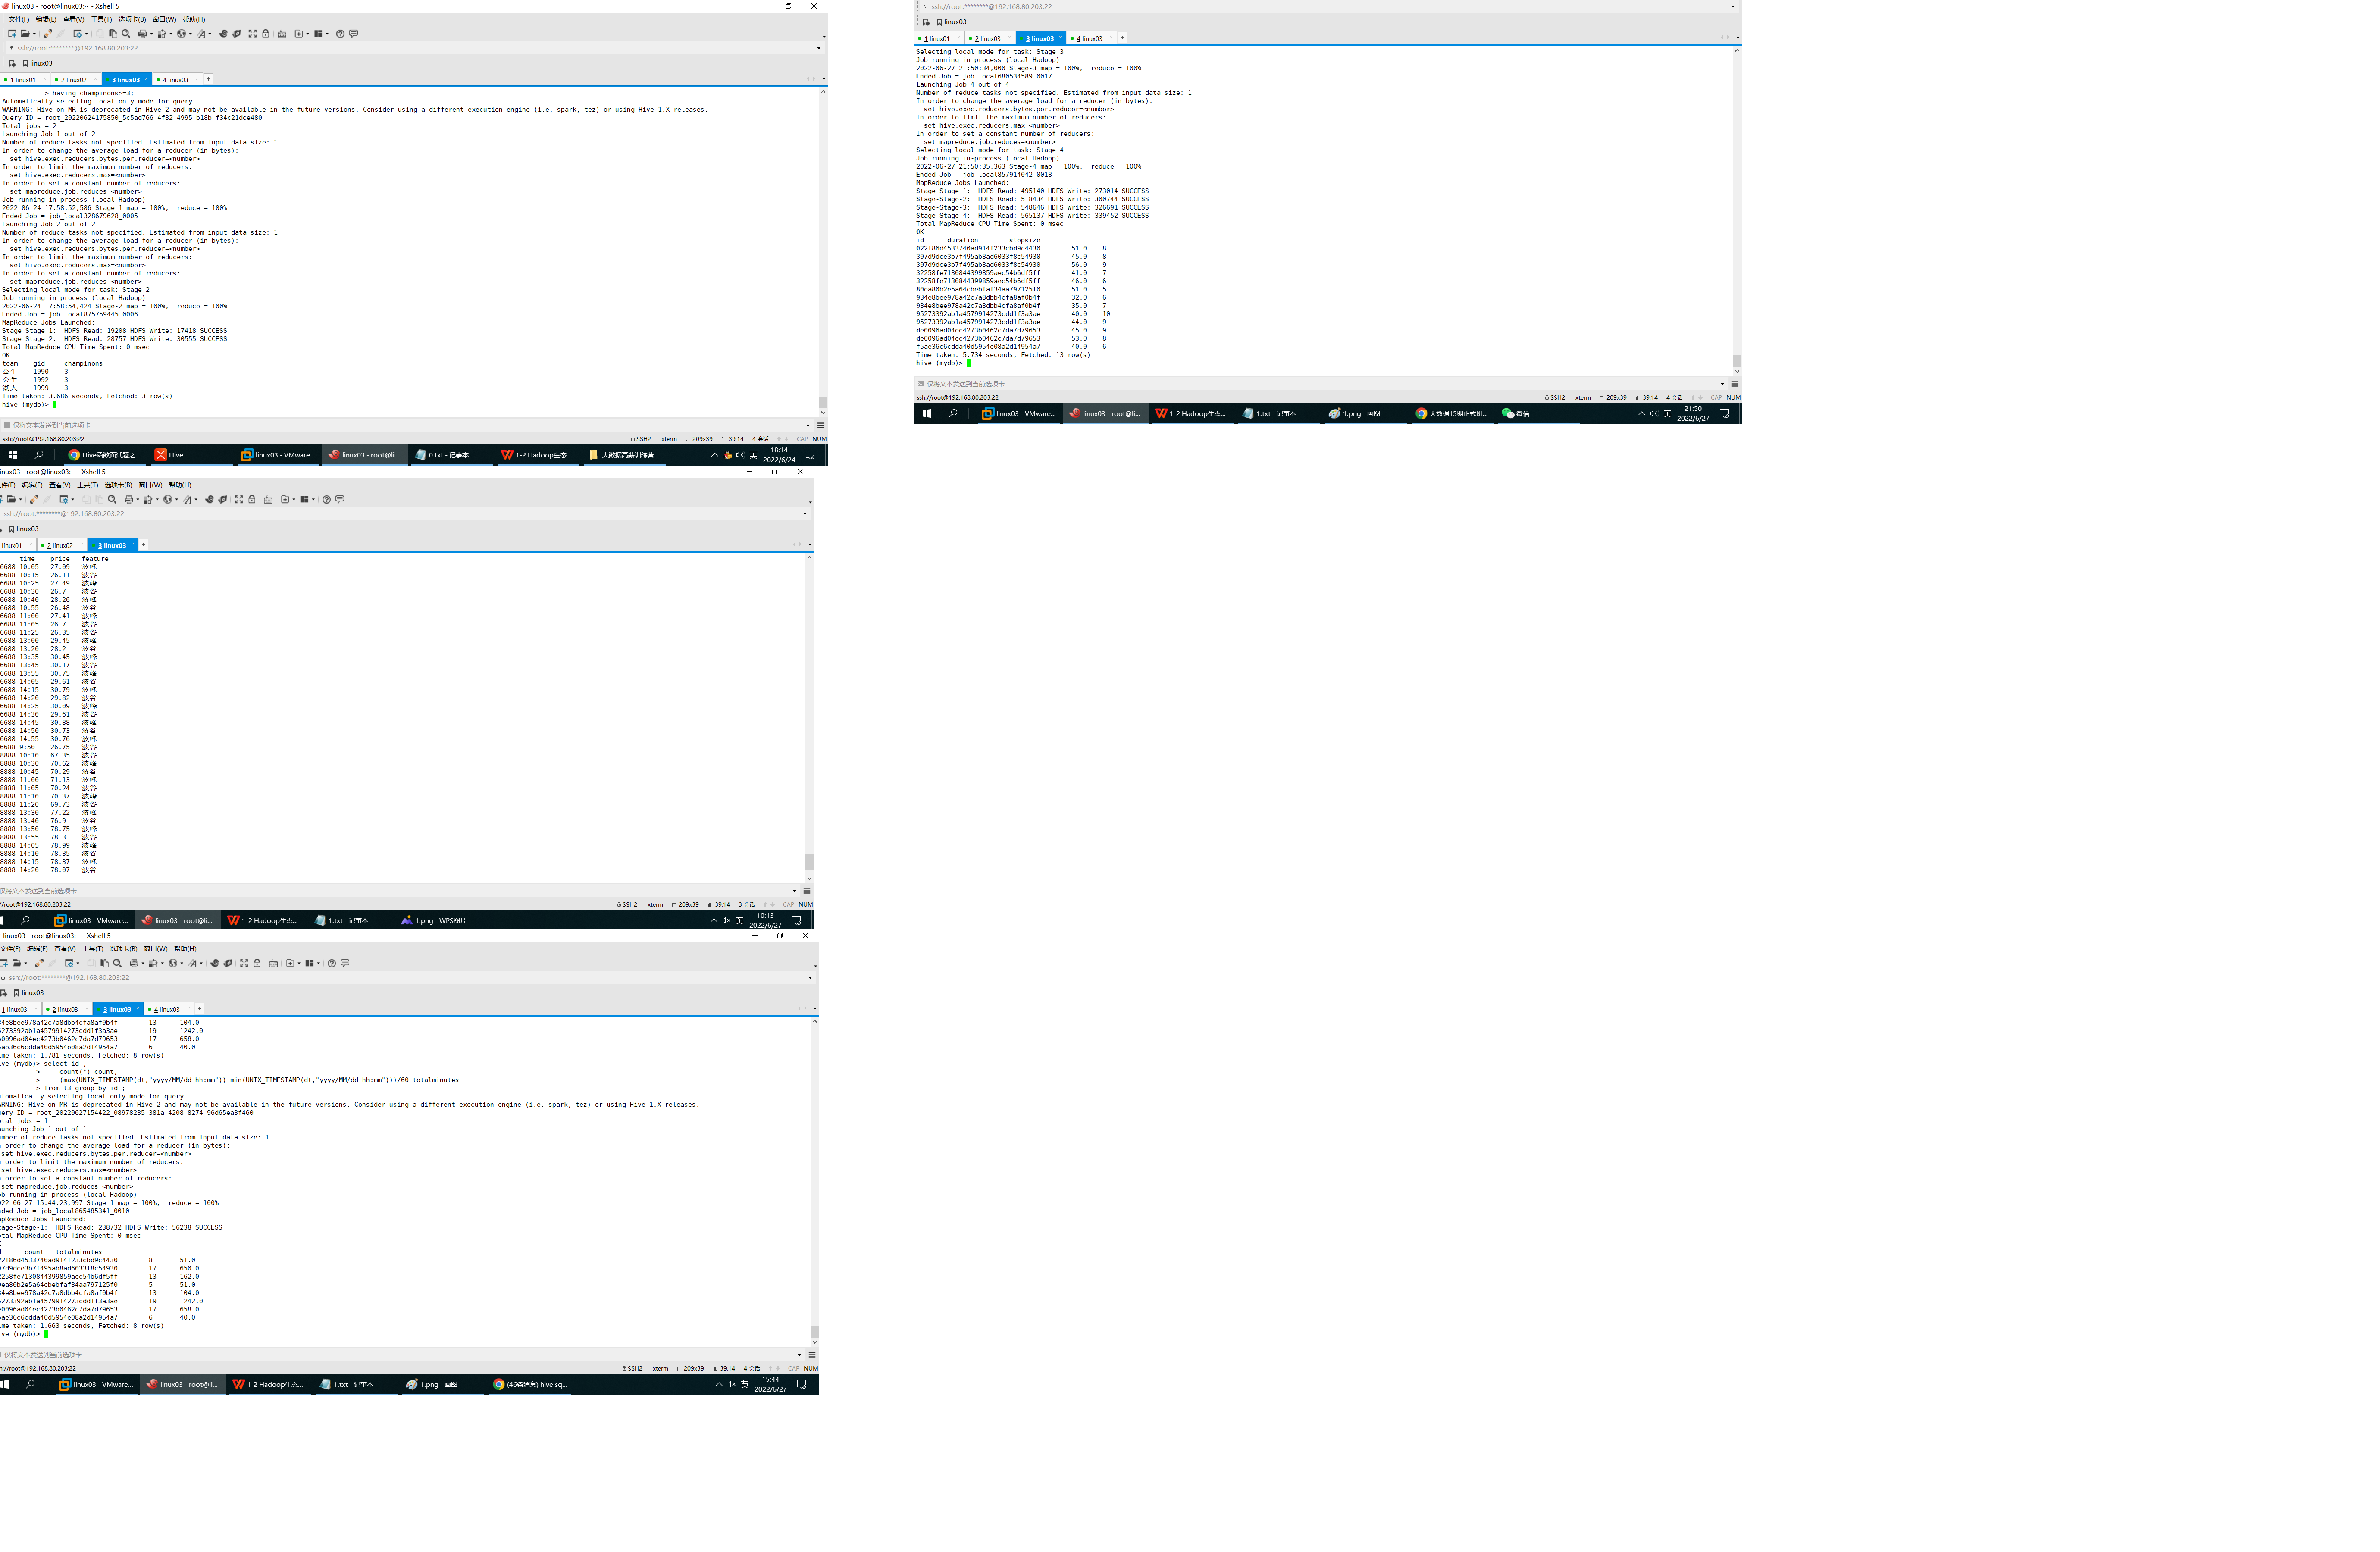 linux03 - root@linux03:~ - Xshell 5
文件(F) 编辑(E) 查看(V) 工具(T) 选项卡(B) 窗口(W) 帮助(H)
ssh://root:********@192.168.80.203:22
linux03
1 linux01 2 linux02 3 linux03 4 linux03 +
> having champinons>=3;
Automatically selecting local only mode for query
WARNING: Hive-on-MR is deprecated in Hive 2 and may not be available in the future versions. Consider using a different execution engine (i.e. spark, tez) or using Hive 1.X releases.
Query ID = root_20220624175850_5c5ad766-4f82-4995-b18b-f34c21dce480
Total jobs = 2
Launching Job 1 out of 2
Number of reduce tasks not specified. Estimated from input data size: 1
In order to change the average load for a reducer (in bytes):
set hive.exec.reducers.bytes.per.reducer=<number>
In order to limit the maximum number of reducers:
set hive.exec.reducers.max=<number>
In order to set a constant number of reducers:
set mapreduce.job.reduces=<number>
Job running in-process (local Hadoop)
2022-06-24 17:58:52,586 Stage-1 map = 100%,  reduce = 100%
Ended Job = job_local328679628_0005
Launching Job 2 out of 2
Number of reduce tasks not specified. Estimated from input data size: 1
In order to change the average load for a reducer (in bytes):
set hive.exec.reducers.bytes.per.reducer=<number>
In order to limit the maximum number of reducers:
set hive.exec.reducers.max=<number>
In order to set a constant number of reducers:
set mapreduce.job.reduces=<number>
Selecting local mode for task: Stage-2
Job running in-process (local Hadoop)
2022-06-24 17:58:54,424 Stage-2 map = 100%,  reduce = 100%
Ended Job = job_local875759445_0006
MapReduce Jobs Launched:
Stage-Stage-1:  HDFS Read: 19208 HDFS Write: 17418 SUCCESS
Stage-Stage-2:  HDFS Read: 28757 HDFS Write: 30555 SUCCESS
Total MapReduce CPU Time Spent: 0 msec
OK
team gid champinons
公牛 1990 3
公牛 1992 3
湖人 1999 3
Time taken: 3.686 seconds, Fetched: 3 row(s)
hive (mydb)>
仅将文本发送到当前选项卡
ssh://root@192.168.80.203:22 SSH2 xterm 209x39 39,14 4 会话 CAP NUM
Hive函数面试题之... Hive linux03 - VMware... linux03 - root@li... 0.txt - 记事本 1-2 Hadoop生态... 大数据高薪训练营... 英 18:14 2022/6/24
ssh://root:********@192.168.80.203:22
linux03
1 linux01 2 linux03 3 linux03 4 linux03 +
Selecting local mode for task: Stage-3
Job running in-process (local Hadoop)
2022-06-27 21:50:34,000 Stage-3 map = 100%,  reduce = 100%
Ended Job = job_local680534589_0017
Launching Job 4 out of 4
Number of reduce tasks not specified. Estimated from input data size: 1
In order to change the average load for a reducer (in bytes):
set hive.exec.reducers.bytes.per.reducer=<number>
In order to limit the maximum number of reducers:
set hive.exec.reducers.max=<number>
In order to set a constant number of reducers:
set mapreduce.job.reduces=<number>
Selecting local mode for task: Stage-4
Job running in-process (local Hadoop)
2022-06-27 21:50:35,363 Stage-4 map = 100%,  reduce = 100%
Ended Job = job_local857914042_0018
MapReduce Jobs Launched:
Stage-Stage-1:  HDFS Read: 495140 HDFS Write: 273014 SUCCESS
Stage-Stage-2:  HDFS Read: 518434 HDFS Write: 300744 SUCCESS
Stage-Stage-3:  HDFS Read: 548646 HDFS Write: 326691 SUCCESS
Stage-Stage-4:  HDFS Read: 565137 HDFS Write: 339452 SUCCESS
Total MapReduce CPU Time Spent: 0 msec
OK
id duration stepsize
022f86d4533740ad914f233cbd9c4430 51.0 8
307d9dce3b7f495ab8ad6033f8c54930 45.0 8
307d9dce3b7f495ab8ad6033f8c54930 56.0 9
32258fe7130844399859aec54b6df5ff 41.0 7
32258fe7130844399859aec54b6df5ff 46.0 6
80ea80b2e5a64cbebfaf34aa797125f0 51.0 5
934e8bee978a42c7a8dbb4cfa8af0b4f 32.0 6
934e8bee978a42c7a8dbb4cfa8af0b4f 35.0 7
95273392ab1a4579914273cdd1f3a3ae 40.0 10
95273392ab1a4579914273cdd1f3a3ae 44.0 9
de0096ad04ec4273b0462c7da7d79653 45.0 9
de0096ad04ec4273b0462c7da7d79653 53.0 8
f5ae36c6cdda40d5954e08a2d14954a7 40.0 6
Time taken: 5.734 seconds, Fetched: 13 row(s)
hive (mydb)>
仅将文本发送到当前选项卡
ssh://root@192.168.80.203:22 SSH2 xterm 209x39 39,14 4 会话 CAP NUM
linux03 - VMware... linux03 - root@li... 1-2 Hadoop生态... 1.txt - 记事本 1.png - 画图 大数据15期正式班... 微信 英 21:50 2022/6/27
inux03 - root@linux03:~ - Xshell 5
件(F) 编辑(E) 查看(V) 工具(T) 选项卡(B) 窗口(W) 帮助(H)
ssh://root:********@192.168.80.203:22
linux03
linux01 2 linux02 3 linux03 +
time price feature
6688 10:05 27.09 波峰
6688 10:15 26.11 波谷
6688 10:25 27.49 波峰
6688 10:30 26.7 波谷
6688 10:40 28.26 波峰
6688 10:55 26.48 波谷
6688 11:00 27.41 波峰
6688 11:05 26.7 波谷
6688 11:25 26.35 波谷
6688 13:00 29.45 波峰
6688 13:20 28.2 波谷
6688 13:35 30.45 波峰
6688 13:45 30.17 波谷
6688 13:55 30.75 波峰
6688 14:05 29.61 波谷
6688 14:15 30.79 波峰
6688 14:20 29.82 波谷
6688 14:25 30.09 波峰
6688 14:30 29.61 波谷
6688 14:45 30.88 波峰
6688 14:50 30.73 波谷
6688 14:55 30.76 波峰
6688 9:50 26.75 波谷
8888 10:10 67.35 波谷
8888 10:30 70.62 波峰
8888 10:45 70.29 波谷
8888 11:00 71.13 波峰
8888 11:05 70.24 波谷
8888 11:10 70.37 波峰
8888 11:20 69.73 波谷
8888 13:30 77.22 波峰
8888 13:40 76.9 波谷
8888 13:50 78.75 波峰
8888 13:55 78.3 波谷
8888 14:05 78.99 波峰
8888 14:10 78.35 波谷
8888 14:15 78.37 波峰
8888 14:20 78.07 波谷
仅将文本发送到当前选项卡
//root@192.168.80.203:22 SSH2 xterm 209x39 39,14 3 会话 CAP NUM
linux03 - VMware... linux03 - root@li... 1-2 Hadoop生态... 1.txt - 记事本 1.png - WPS图片 英 10:13 2022/6/27
linux03 - root@linux03:~ - Xshell 5
文件(F) 编辑(E) 查看(V) 工具(T) 选项卡(B) 窗口(W) 帮助(H)
ssh://root:********@192.168.80.203:22
linux03
1 linux03 2 linux03 3 linux03 4 linux03 +
34e8bee978a42c7a8dbb4cfa8af0b4f 13 104.0
5273392ab1a4579914273cdd1f3a3ae 19 1242.0
e0096ad04ec4273b0462c7da7d79653 17 658.0
5ae36c6cdda40d5954e08a2d14954a7 6 40.0
ime taken: 1.781 seconds, Fetched: 8 row(s)
ive (mydb)> select id ,
> count(*) count,
> (max(UNIX_TIMESTAMP(dt,"yyyy/MM/dd hh:mm"))-min(UNIX_TIMESTAMP(dt,"yyyy/MM/dd hh:mm")))/60 totalminutes
> from t3 group by id ;
utomatically selecting local only mode for query
ARNING: Hive-on-MR is deprecated in Hive 2 and may not be available in the future versions. Consider using a different execution engine (i.e. spark, tez) or using Hive 1.X releases.
uery ID = root_20220627154422_08978235-381a-4208-8274-96d65ea3f460
otal jobs = 1
aunching Job 1 out of 1
umber of reduce tasks not specified. Estimated from input data size: 1
n order to change the average load for a reducer (in bytes):
set hive.exec.reducers.bytes.per.reducer=<number>
n order to limit the maximum number of reducers:
set hive.exec.reducers.max=<number>
n order to set a constant number of reducers:
set mapreduce.job.reduces=<number>
ob running in-process (local Hadoop)
022-06-27 15:44:23,997 Stage-1 map = 100%,  reduce = 100%
nded Job = job_local865485341_0010
apReduce Jobs Launched:
tage-Stage-1:  HDFS Read: 238732 HDFS Write: 56238 SUCCESS
otal MapReduce CPU Time Spent: 0 msec
K
d count totalminutes
22f86d4533740ad914f233cbd9c4430 8 51.0
07d9dce3b7f495ab8ad6033f8c54930 17 650.0
2258fe7130844399859aec54b6df5ff 13 162.0
0ea80b2e5a64cbebfaf34aa797125f0 5 51.0
34e8bee978a42c7a8dbb4cfa8af0b4f 13 104.0
5273392ab1a4579914273cdd1f3a3ae 19 1242.0
e0096ad04ec4273b0462c7da7d79653 17 658.0
5ae36c6cdda40d5954e08a2d14954a7 6 40.0
ime taken: 1.663 seconds, Fetched: 8 row(s)
ive (mydb)>
仅将文本发送到当前选项卡
://root@192.168.80.203:22 SSH2 xterm 209x39 39,14 4 会话 CAP NUM
linux03 - VMware... linux03 - root@li... 1-2 Hadoop生态... 1.txt - 记事本 1.png - 画图 (46条消息) hive sq... 英 15:44 2022/6/27